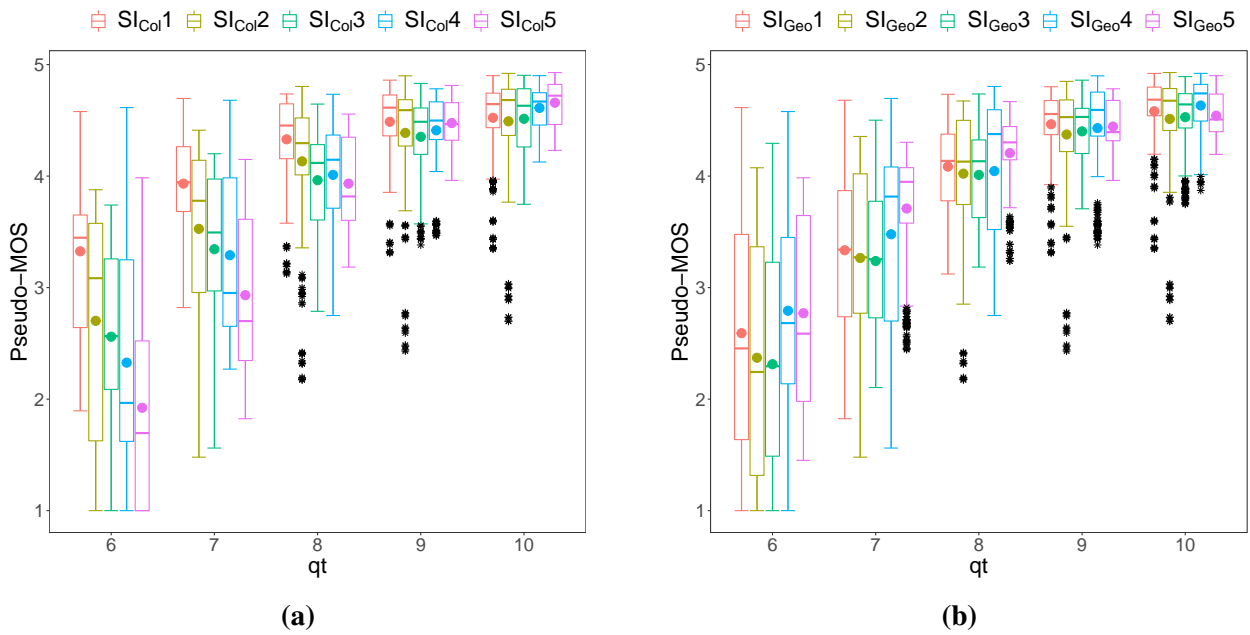 SI_Col1 SI_Col2 SI_Col3 SI_Col4 SI_Col5
Pseudo−MOS
5
4
3
2
1
6 7 8 9 10
qt
(a)
SI_Geo1 SI_Geo2 SI_Geo3 SI_Geo4 SI_Geo5
Pseudo−MOS
5
4
3
2
1
6 7 8 9 10
qt
(b)